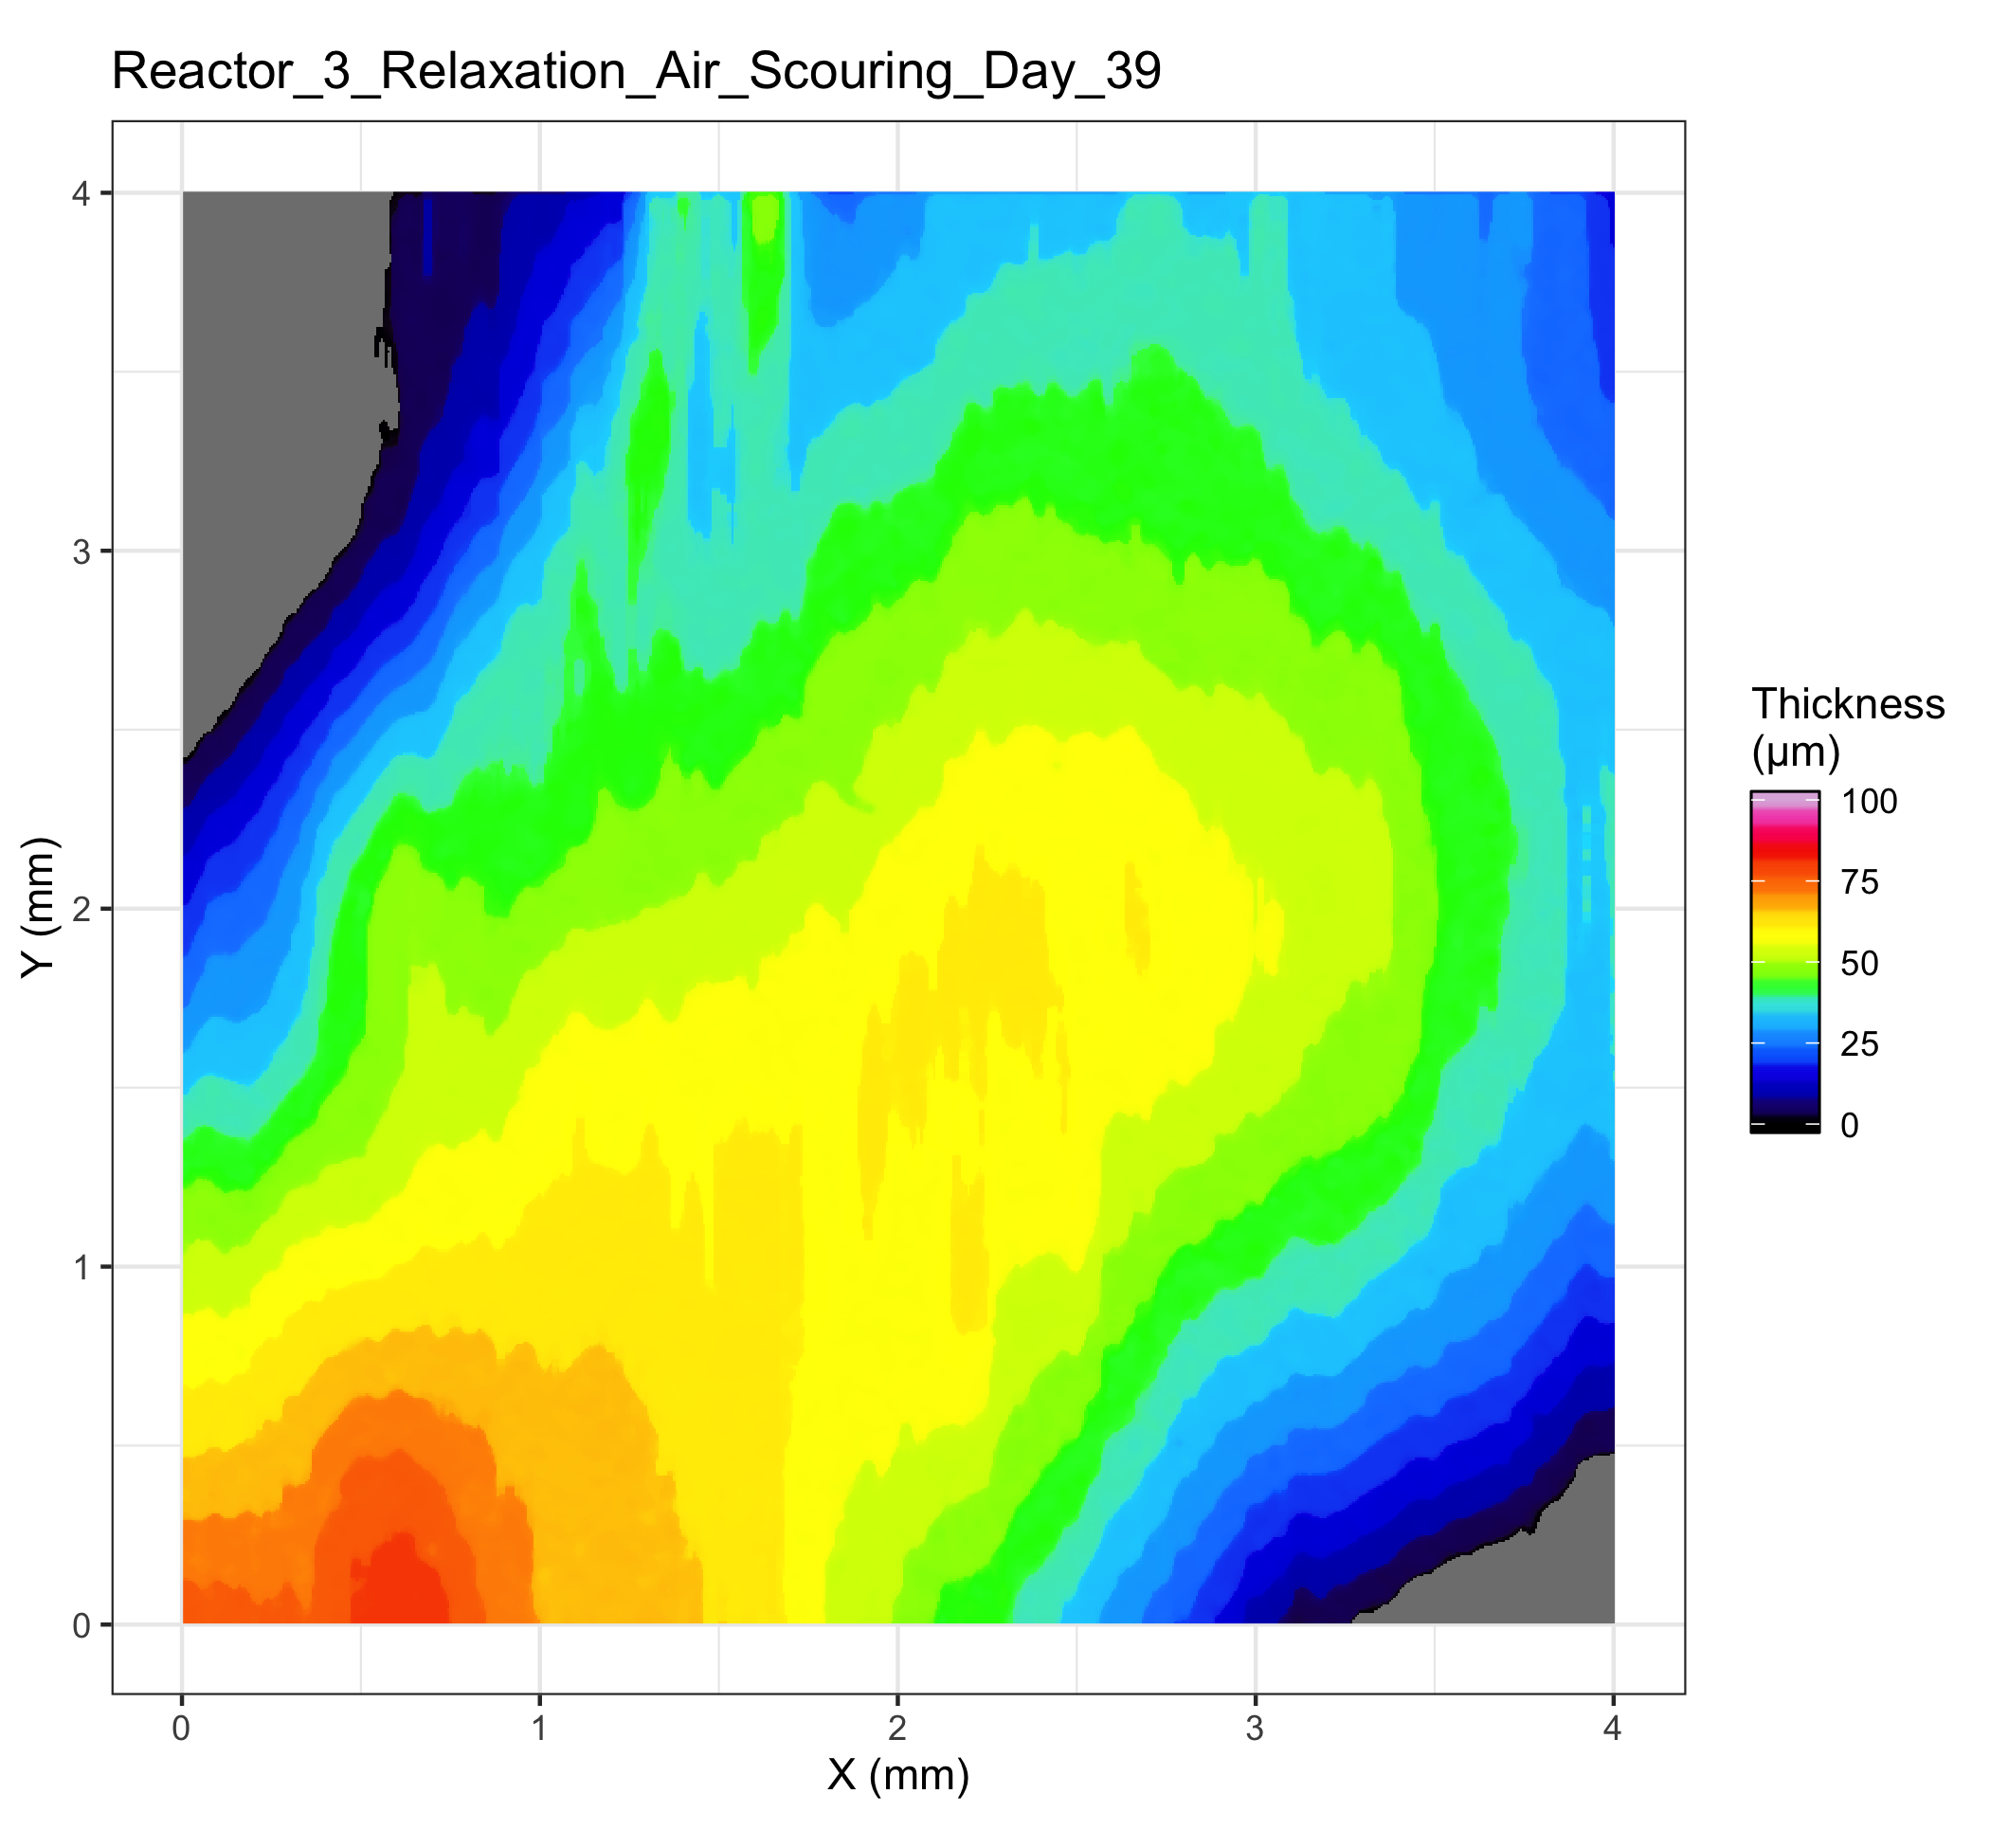 Reactor_3_Relaxation_Air_Scouring_Day_39
4
3
2
1
0
Y (mm)
0 1 2 3 4
X (mm)
Thickness
(µm)
100
75
50
25
0